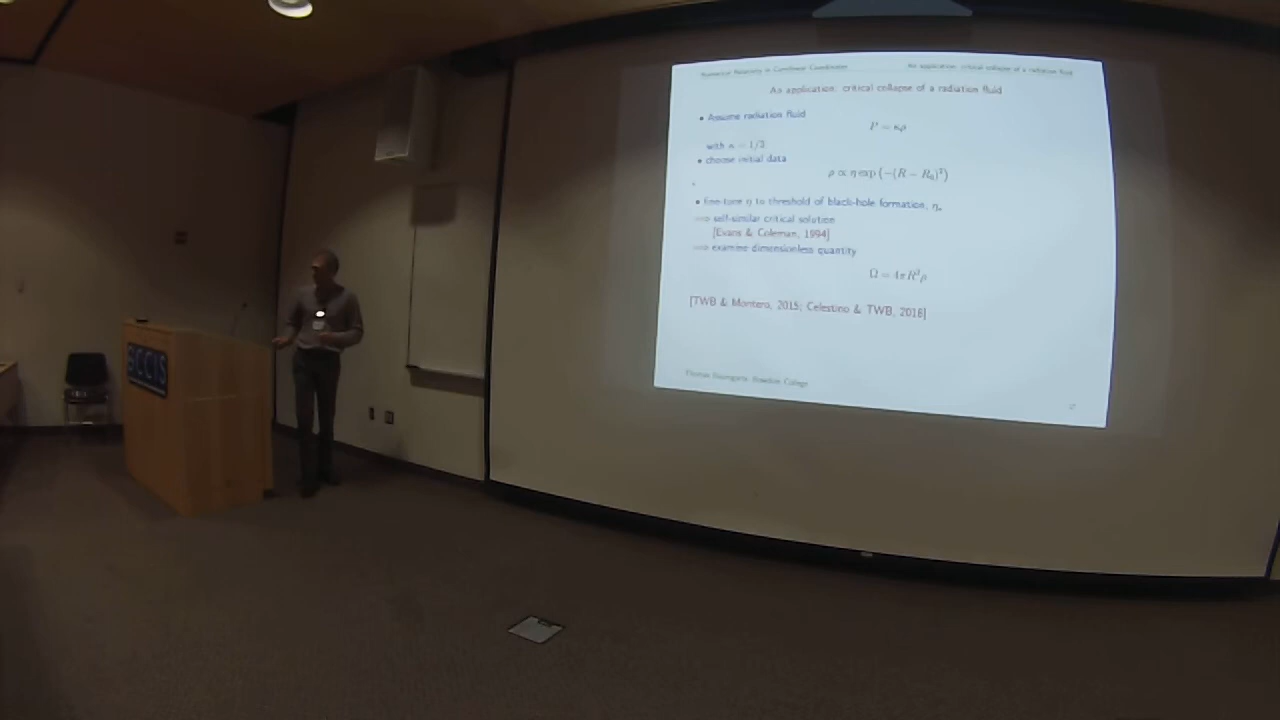 Numerical Relativity in Curvilinear Coordinates
An application: critical collapse of a radiation fluid
An application: critical collapse of a radiation fluid
• Assume radiation fluid
P = κρ
with κ = 1/2
• choose initial data
ρ ∝ η exp (−(R − R₀)²)
• fine-tune η to threshold of black-hole formation, η*
⟹ self-similar critical solution
[Evans & Coleman, 1994]
⟹ examine dimensionless quantity
Ω = 4πR²ρ
[TWB & Montero, 2015; Celestino & TWB, 2018]
Thomas Baumgarte, Bowdoin College
CCIS